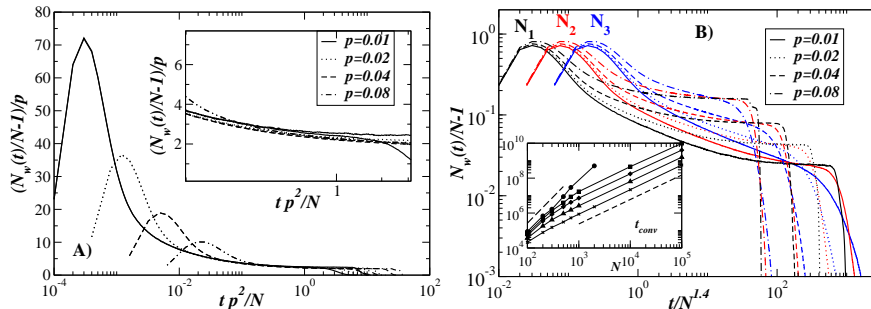 A)
(N_w(t)/N-1)/p
80
70
60
50
40
30
20
10
0
10^-4
10^-2
10^0
10^2
t p^2/N
(N_w(t)/N-1)/p
6
4
2
1
t p^2/N
p=0.01
p=0.02
p=0.04
p=0.08
B)
N_1
N_2
N_3
N_w(t)/N-1
10^0
10^-1
10^-2
10^-3
10^-2
10^0
10^2
t/N^1.4
p=0.01
p=0.02
p=0.04
p=0.08
10^10
10^8
10^6
10^4
10^2
10^3
10^4
10^5
N
t_conv